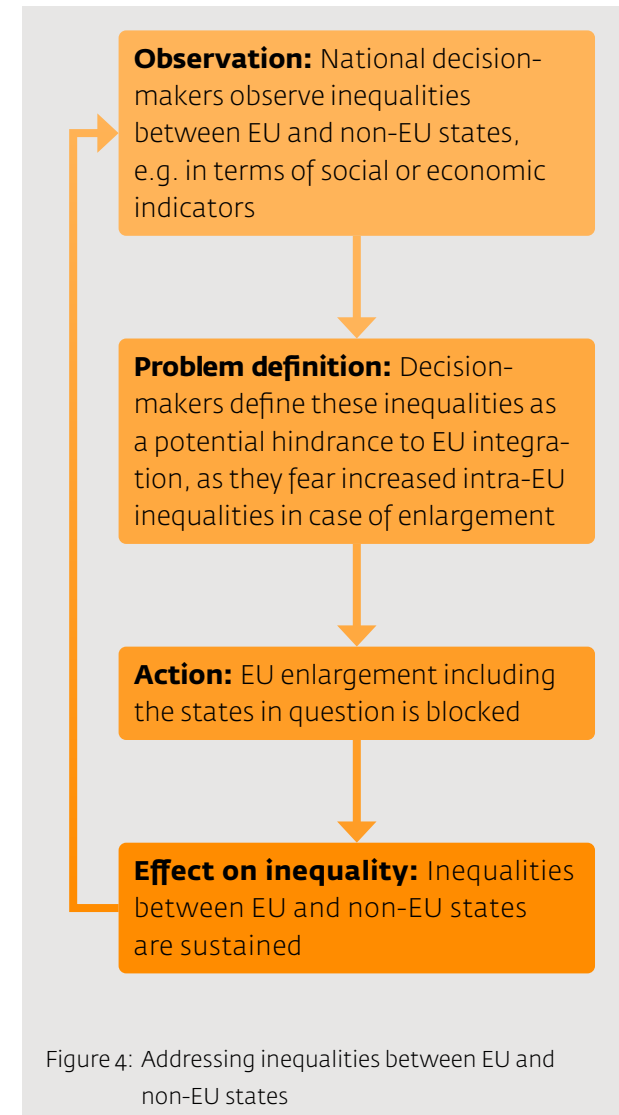 Observation: National decision-
makers observe inequalities
between EU and non-EU states,
e.g. in terms of social or economic
indicators
Problem definition: Decision-
makers define these inequalities as
a potential hindrance to EU integra-
tion, as they fear increased intra-EU
inequalities in case of enlargement
Action: EU enlargement including
the states in question is blocked
Effect on inequality: Inequalities
between EU and non-EU states
are sustained
Figure 4: Addressing inequalities between EU and
non-EU states